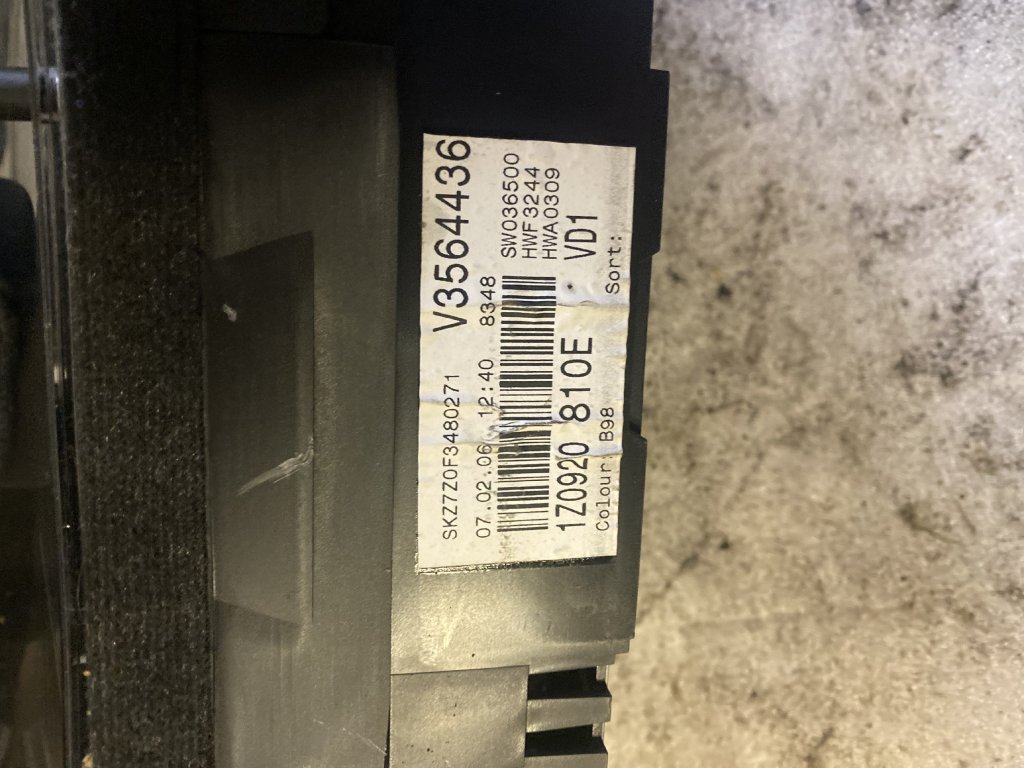 SKZ7Z0F3480271 V3564436
07.02.06 12:40 8348
SW036500
HWF3244
HWA0309
1Z0920 810E VD1
Colour: B98 Sort: